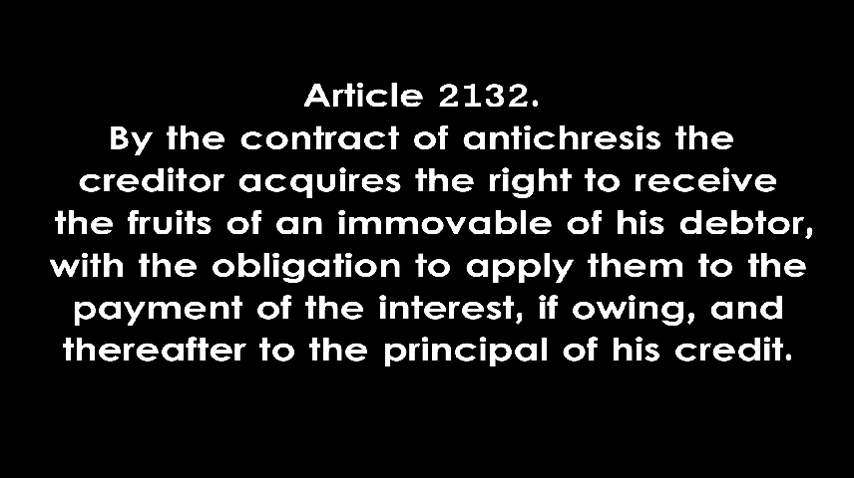 Article 2132.
By the contract of antichresis the
creditor acquires the right to receive
the fruits of an immovable of his debtor,
with the obligation to apply them to the
payment of the interest, if owing, and
thereafter to the principal of his credit.